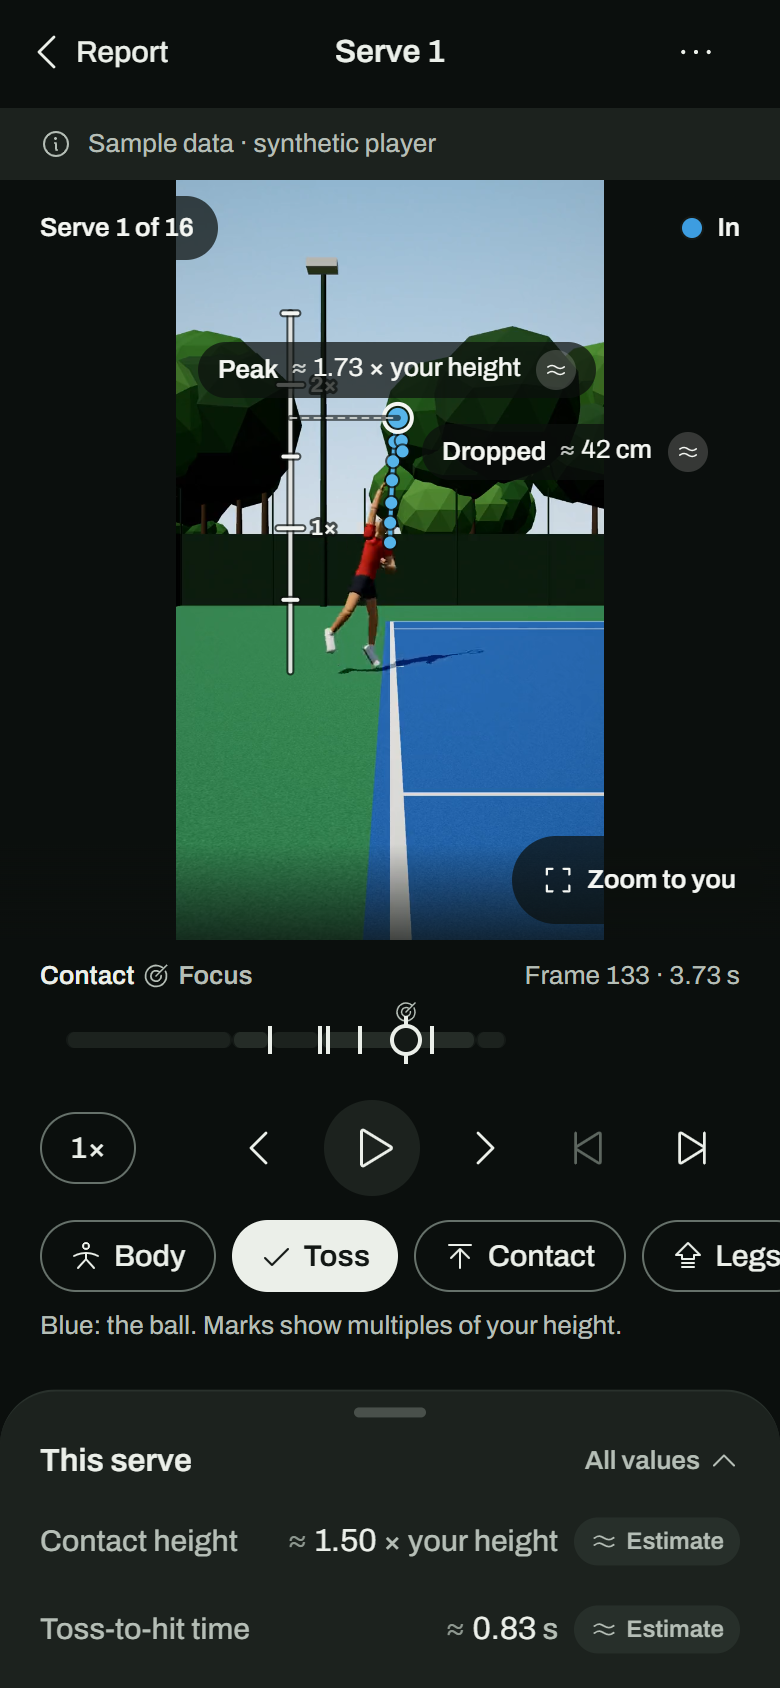 Report
Serve 1
Sample data · synthetic player
Serve 1 of 16
In
Peak ≈ 1.73 × your height
2×
Dropped ≈ 42 cm
1×
Zoom to you
Contact Focus
Frame 133 · 3.73 s
1×
Body
Toss
Contact
Legs
Blue: the ball. Marks show multiples of your height.
This serve
All values
Contact height ≈ 1.50 × your height Estimate
Toss-to-hit time ≈ 0.83 s Estimate